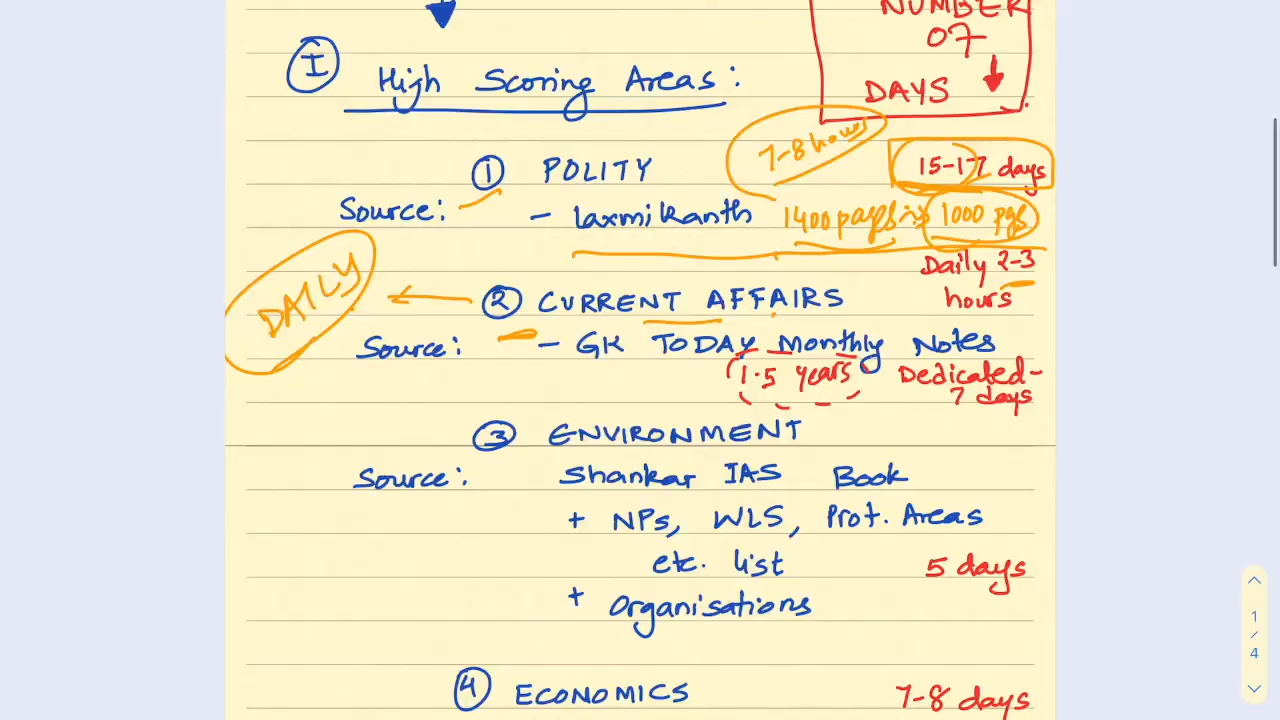 NUMBER
07
DAYS
I High Scoring Areas:
7-8 hours
① POLITY 15-17 days
Source: - laxmikanth 1400 pages ≈ 1000 pgs
Daily 2-3
hours
DAILY
② CURRENT AFFAIRS
Source: - GK TODAY Monthly Notes
1.5 years Dedicated-
7 days
③ ENVIRONMENT
Source: Shankar IAS Book
+ NPs, WLS, Prot. Areas
etc. list 5 days
+ Organisations
④ ECONOMICS 7-8 days
1
/
4